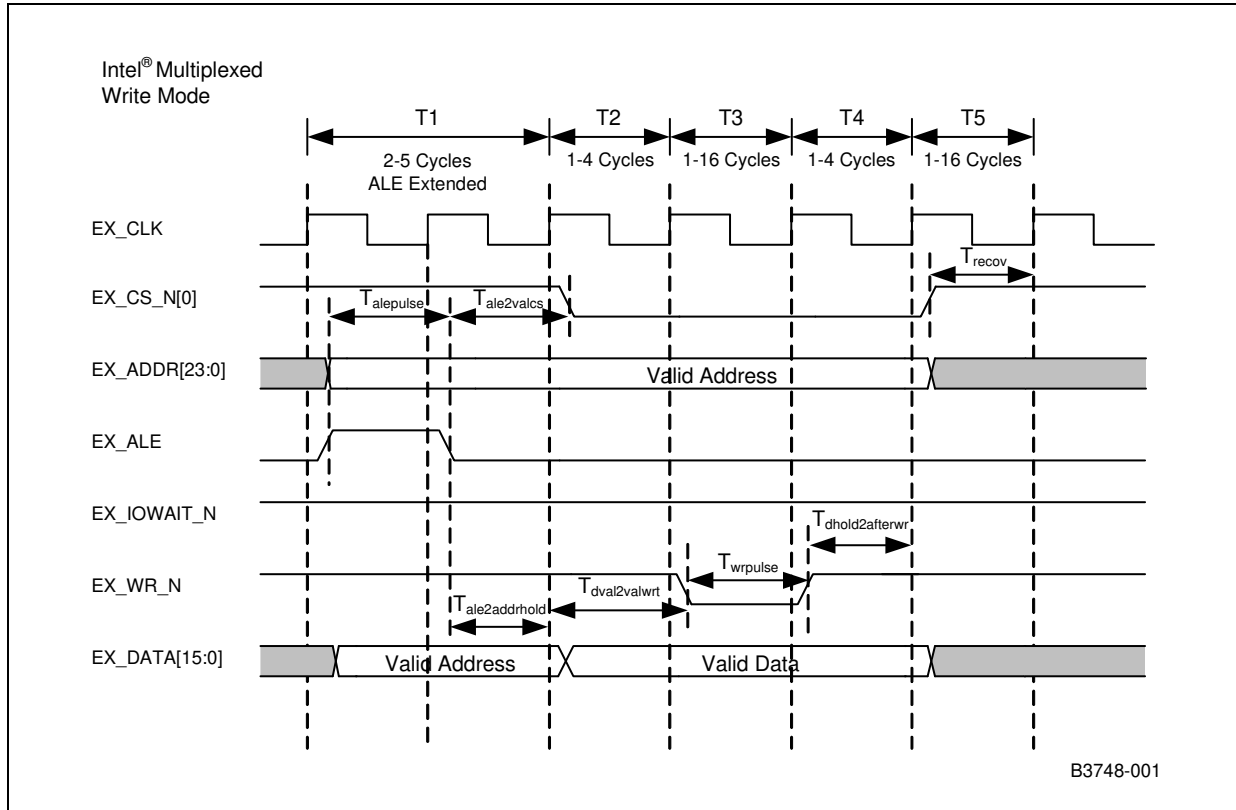 Intel® Multiplexed
Write Mode
T1 T2 T3 T4 T5
2-5 Cycles 1-4 Cycles 1-16 Cycles 1-4 Cycles 1-16 Cycles
ALE Extended
EX_CLK
Trecov
EX_CS_N[0]
Talepulse Tale2valcs
EX_ADDR[23:0]
Valid Address
EX_ALE
EX_IOWAIT_N
Tdhold2afterwr
Twrpulse
EX_WR_N
Tale2addrhold Tdval2valwrt
EX_DATA[15:0]
Valid Address Valid Data
B3748-001